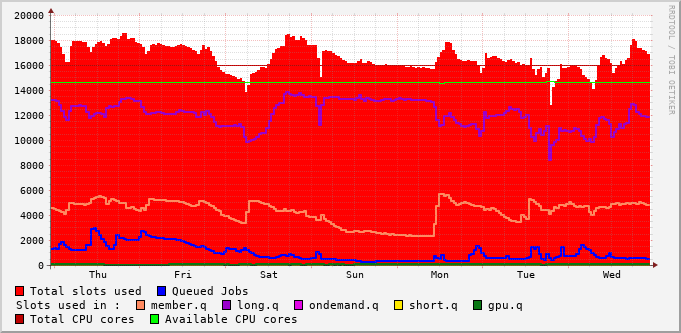 20000
18000
16000
14000
12000
10000
8000
6000
4000
2000
0
Thu Fri Sat Sun Mon Tue Wed
RRDTOOL / TOBI OETIKER
Total slots used Queued Jobs
Slots used in : member.q long.q ondemand.q short.q gpu.q
Total CPU cores Available CPU cores